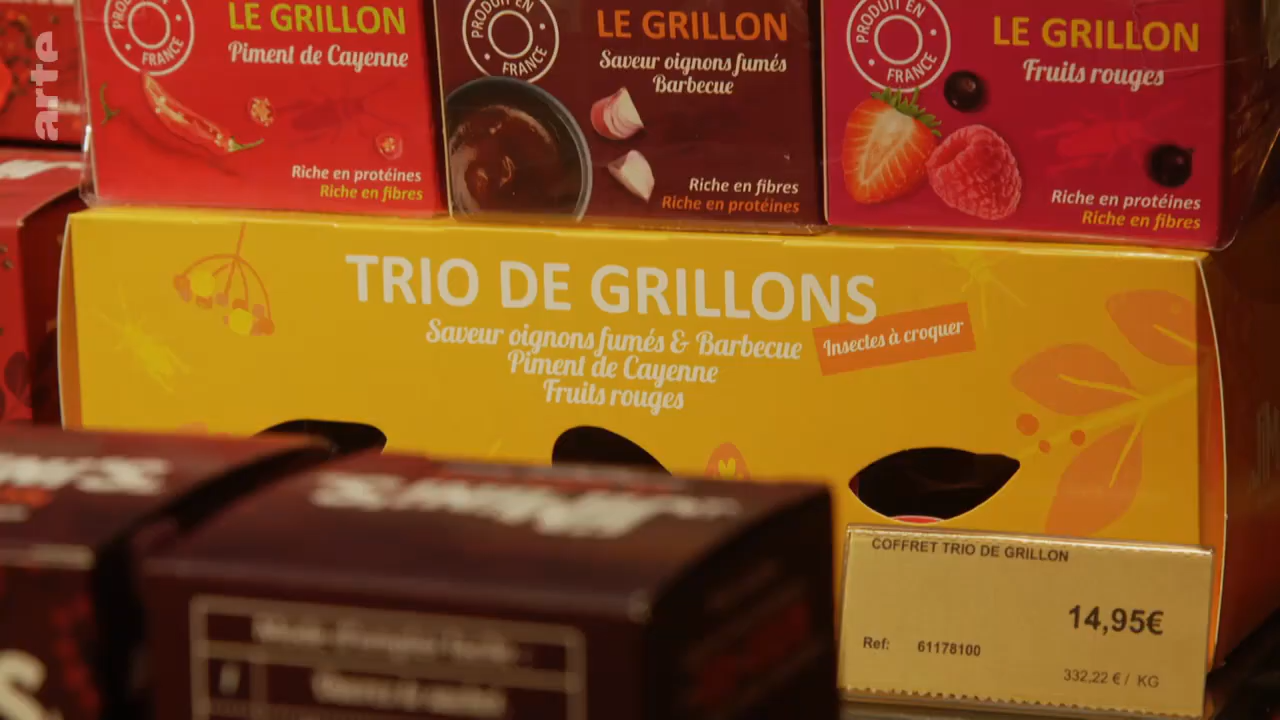 arte
PRODUIT EN
FRANCE
LE GRILLON
Piment de Cayenne
Riche en protéines
Riche en fibres
PRODUIT EN
FRANCE
LE GRILLON
Saveur oignons fumés
Barbecue
Riche en fibres
Riche en protéines
PRODUIT EN
FRANCE
LE GRILLON
Fruits rouges
Riche en protéines
Riche en fibres
TRIO DE GRILLONS
Saveur oignons fumés & Barbecue
Piment de Cayenne
Fruits rouges
Insectes à croquer
COFFRET TRIO DE GRILLON
14,95€
Ref: 61178100
332,22 € / KG